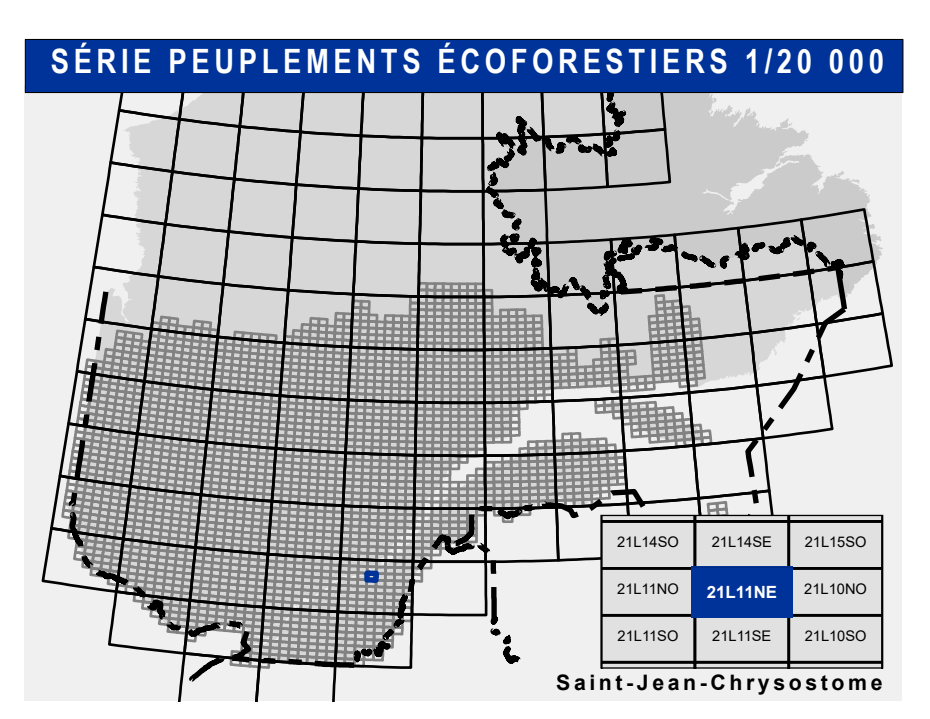 SÉRIE PEUPLEMENTS ÉCOFORESTIERS 1/20 000
21L14SO 21L14SE 21L15SO
21L11NO 21L11NE 21L10NO
21L11SO 21L11SE 21L10SO
Saint-Jean-Chrysostome